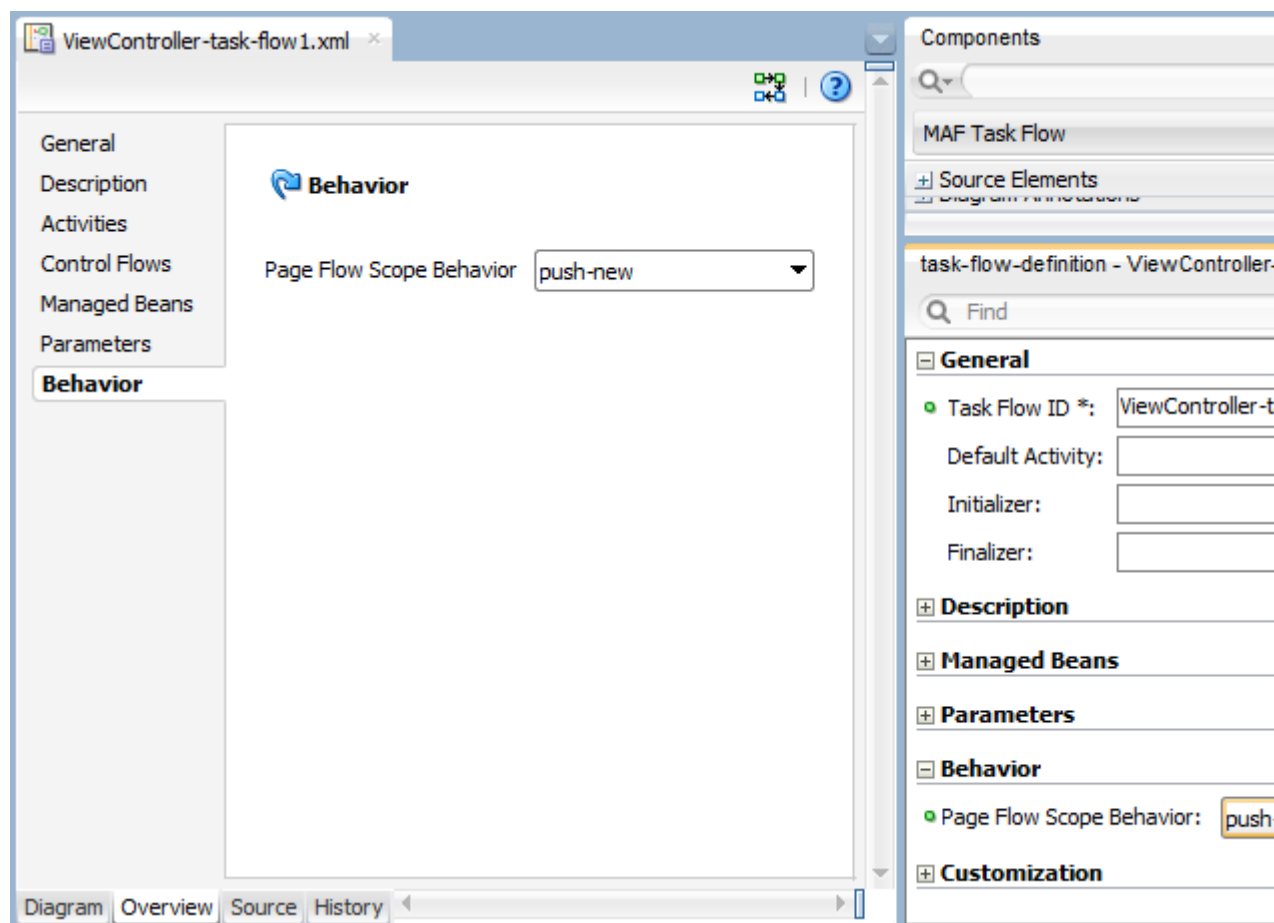 ViewController-task-flow1.xml
General
Description
Activities
Control Flows
Managed Beans
Parameters
Behavior
Behavior
Page Flow Scope Behavior push-new
Diagram Overview Source History
Components
MAF Task Flow
Source Elements
Diagram Annotations
task-flow-definition - ViewController-
Find
General
Task Flow ID *: ViewController-t
Default Activity:
Initializer:
Finalizer:
Description
Managed Beans
Parameters
Behavior
Page Flow Scope Behavior: push-
Customization